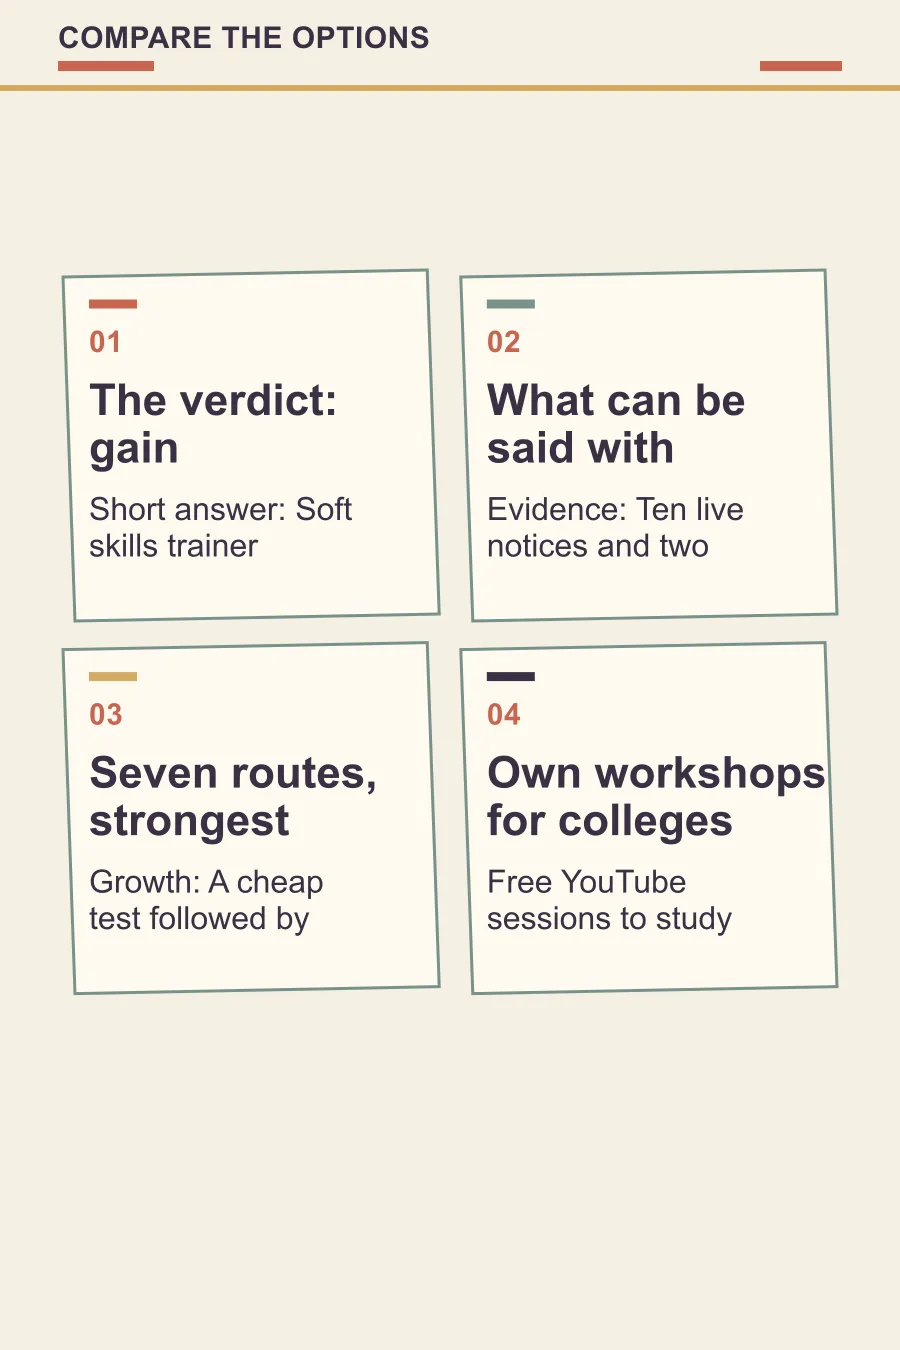 COMPARE THE OPTIONS
01
The verdict:
gain
Short answer: Soft
skills trainer
02
What can be
said with
Evidence: Ten live
notices and two
03
Seven routes,
strongest
Growth: A cheap
test followed by
04
Own workshops
for colleges
Free YouTube
sessions to study